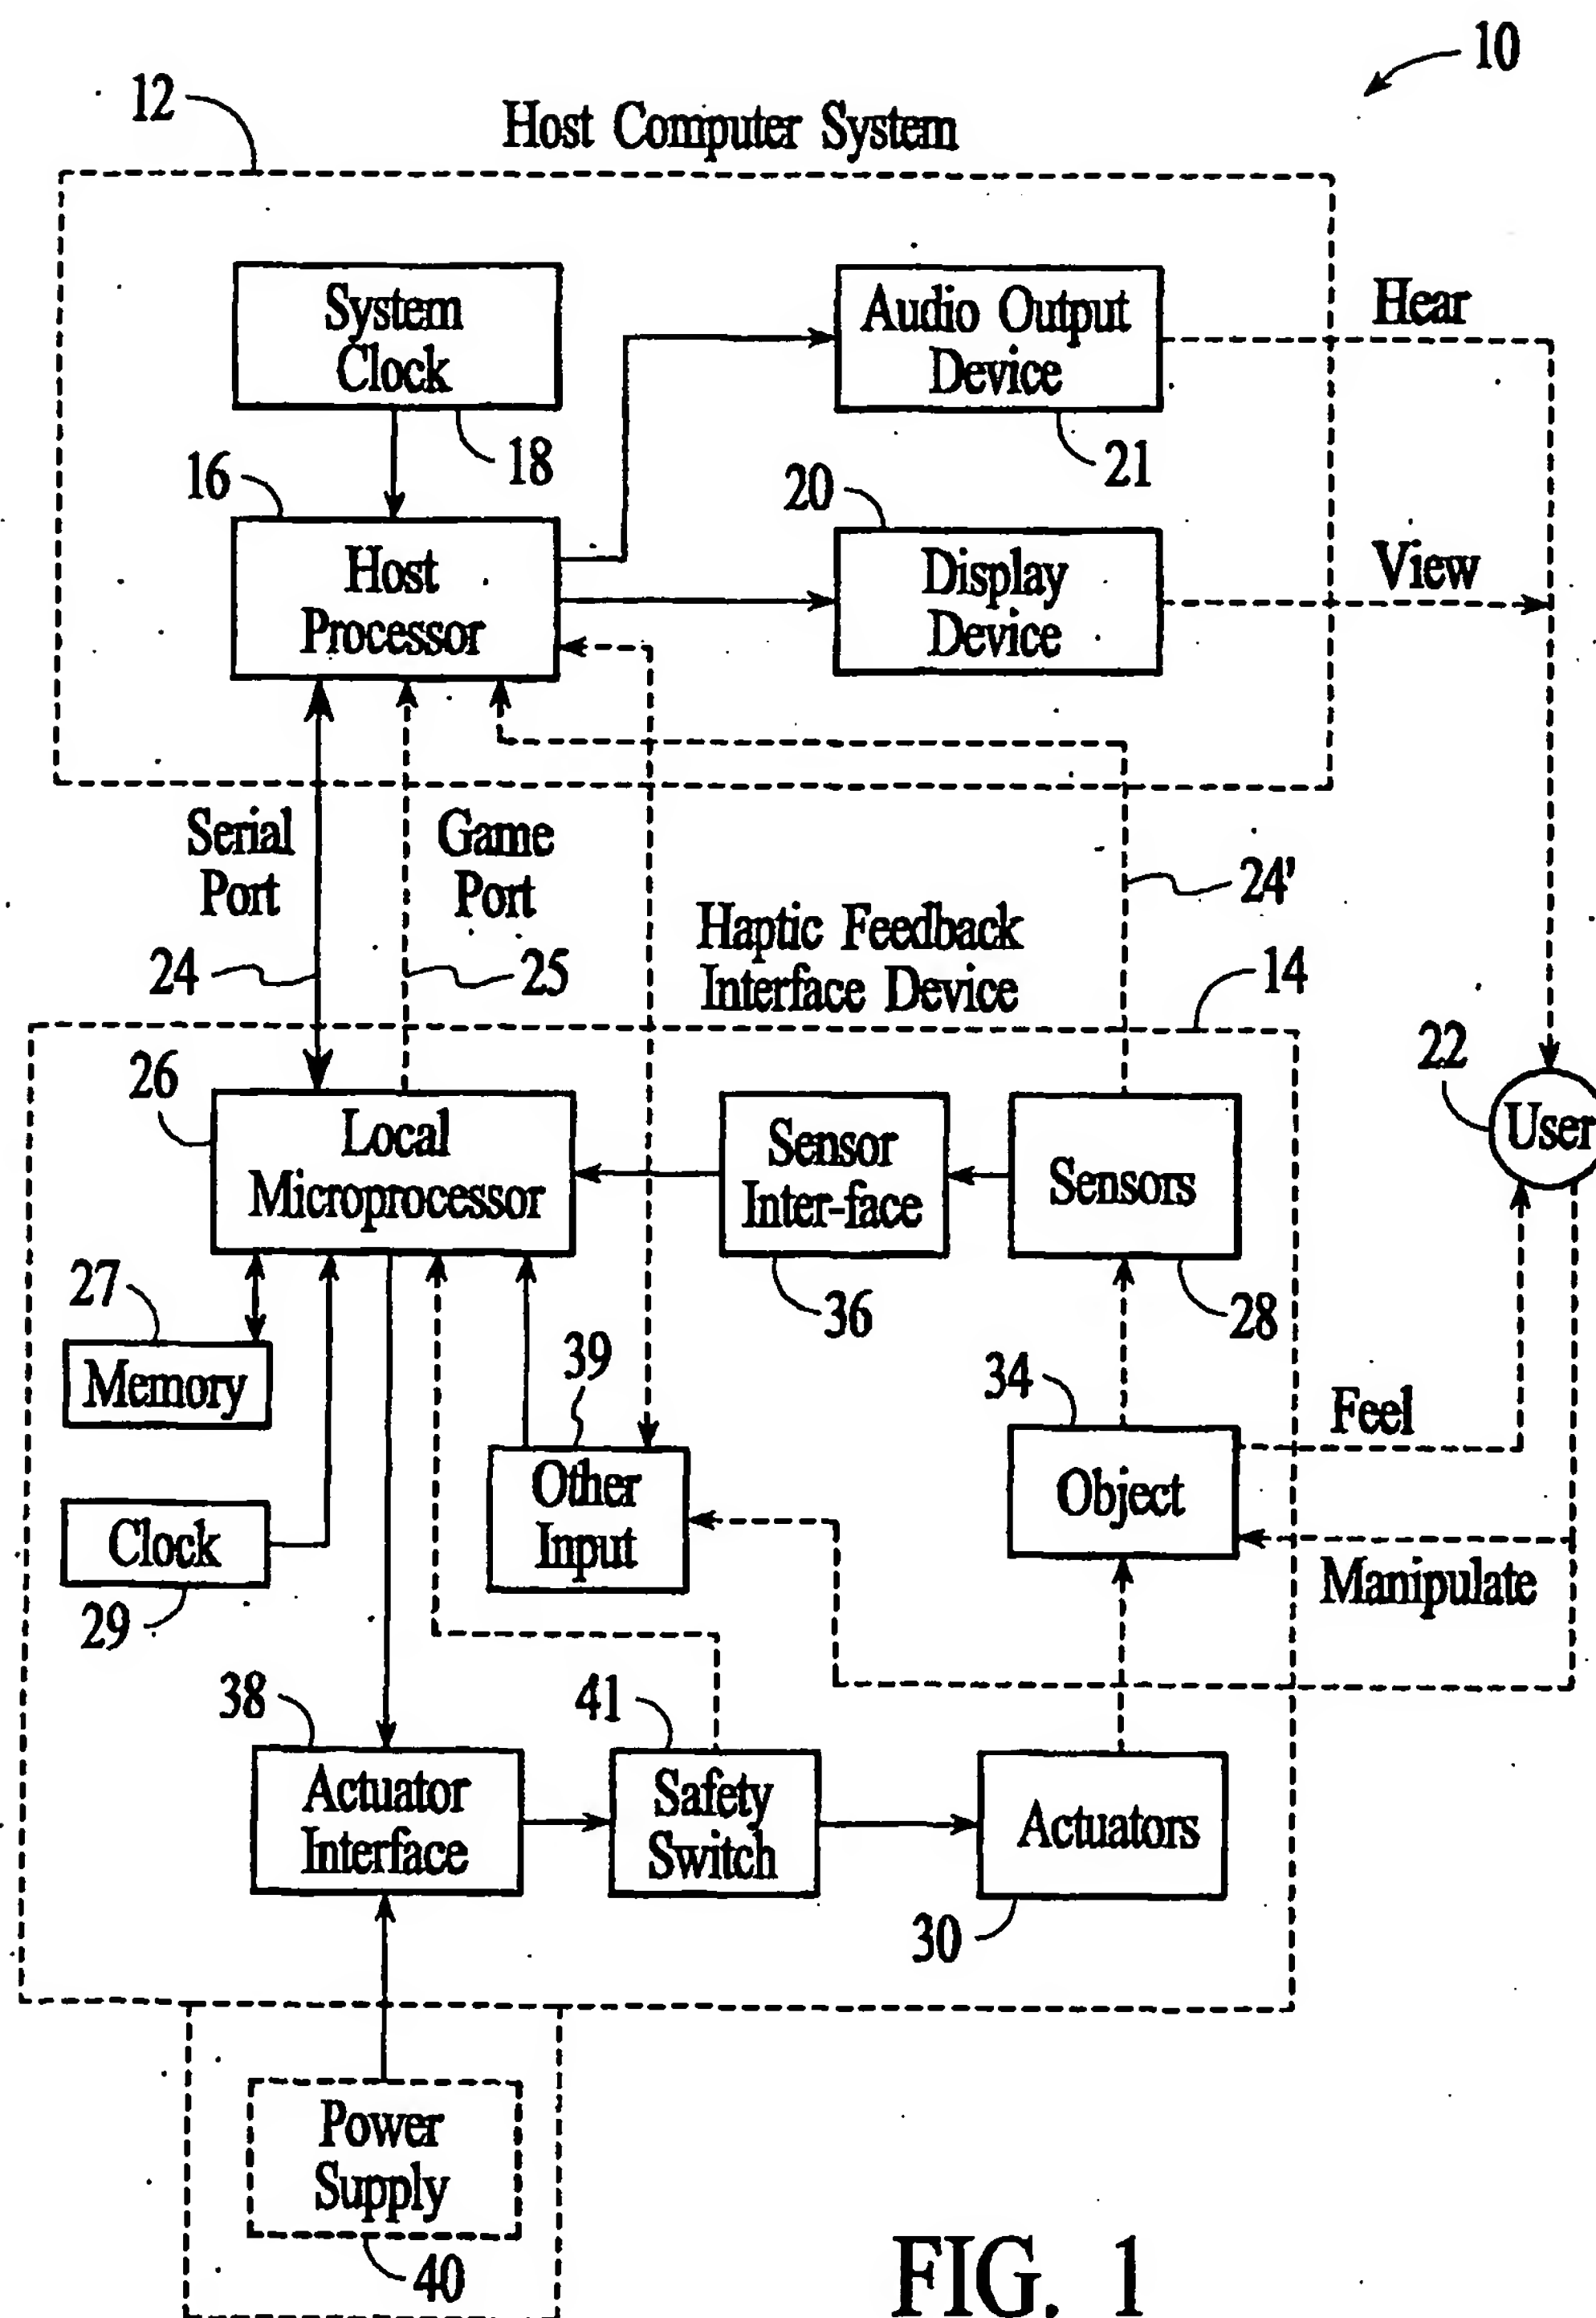 10
12
Host Computer System
System
Clock
Audio Output
Device
Hear
18
21
16
20
Host
Processor
Display
Device
View
Serial
Port
Game
Port
24'
Haptic Feedback
Interface Device
24
25
14
26
22
User
Local
Microprocessor
Sensor
Inter-face
Sensors
27
36
28
Memory
39
34
Feel
Other
Input
Object
Clock
29
Manipulate
38
41
Actuator
Interface
Safety
Switch
Actuators
30
Power
Supply
40
FIG. 1